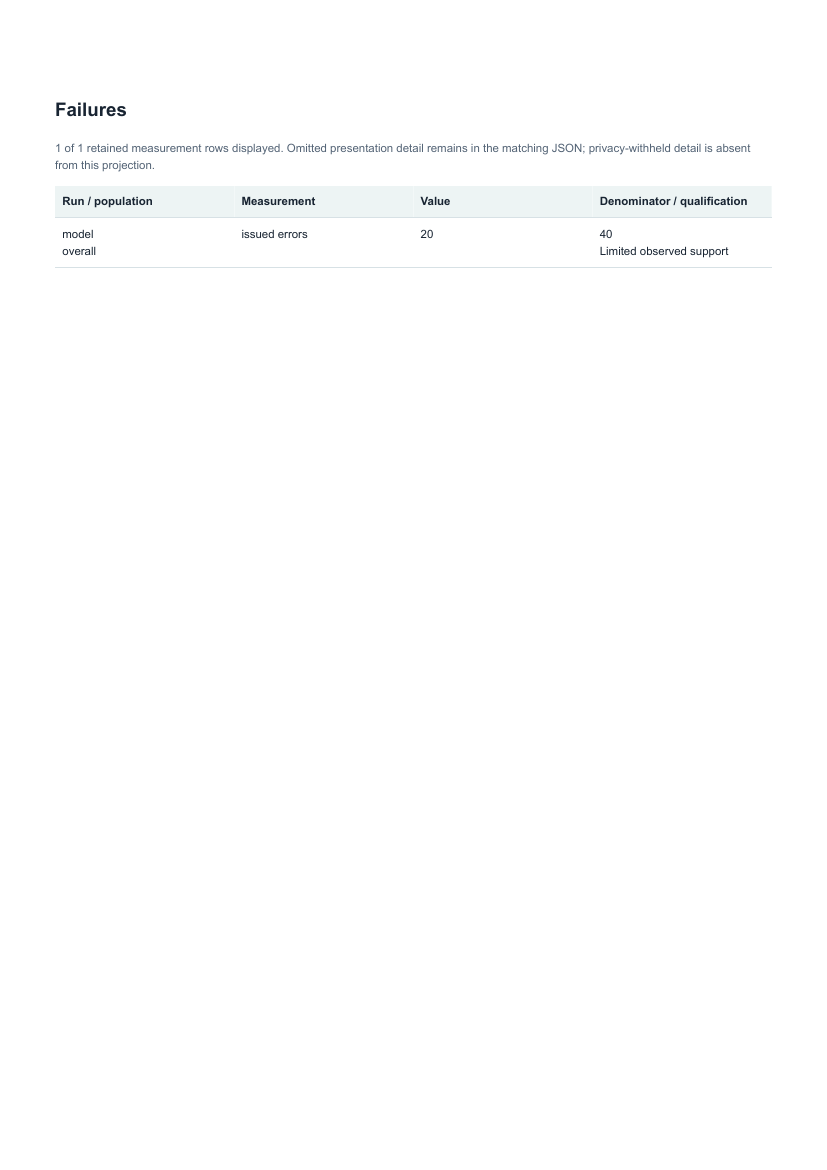 Failures
1 of 1 retained measurement rows displayed. Omitted presentation detail remains in the matching JSON; privacy-withheld detail is absent
from this projection.
Run / population Measurement Value Denominator / qualification
model issued errors 20 40
overall Limited observed support